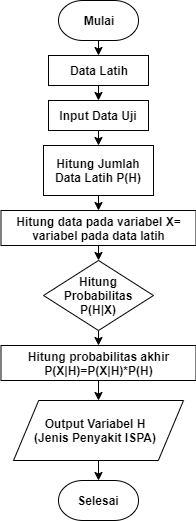 Mulai
Data Latih
Input Data Uji
Hitung Jumlah
Data Latih P(H)
Hitung data pada variabel X=
variabel pada data latih
Hitung
Probabilitas
P(H|X)
Hitung probabilitas akhir
P(X|H)=P(X|H)*P(H)
Output Variabel H
(Jenis Penyakit ISPA)
Selesai